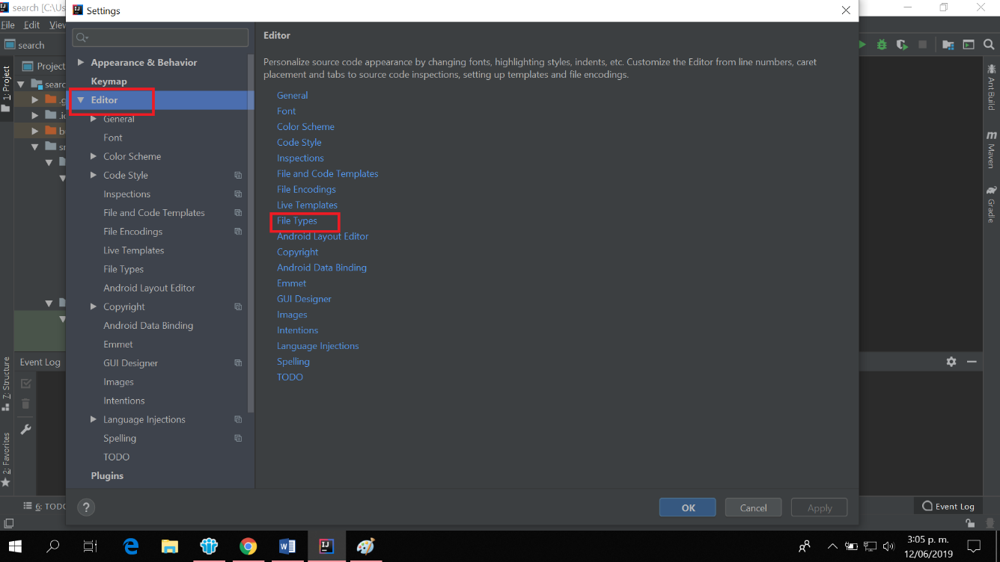 search [C:\Us
Settings
File Edit View
search
1: Project
Project
searc
.g
.i
b
sr
Appearance & Behavior
Keymap
Editor
General
Font
Color Scheme
Code Style
Inspections
File and Code Templates
File Encodings
Live Templates
File Types
Android Layout Editor
Copyright
Android Data Binding
Emmet
GUI Designer
Images
Intentions
Language Injections
Spelling
TODO
Plugins
Editor
Personalize source code appearance by changing fonts, highlighting styles, indents, etc. Customize the Editor from line numbers, caret
placement and tabs to source code inspections, setting up templates and file encodings.
General
Font
Color Scheme
Code Style
Inspections
File and Code Templates
File Encodings
Live Templates
File Types
Android Layout Editor
Copyright
Android Data Binding
Emmet
GUI Designer
Images
Intentions
Language Injections
Spelling
TODO
Ant Build
m
Maven
Gradle
Event Log
7: Structure
2: Favorites
?
OK
Cancel
Apply
6: TODO
Event Log
3:05 p. m.
12/06/2019